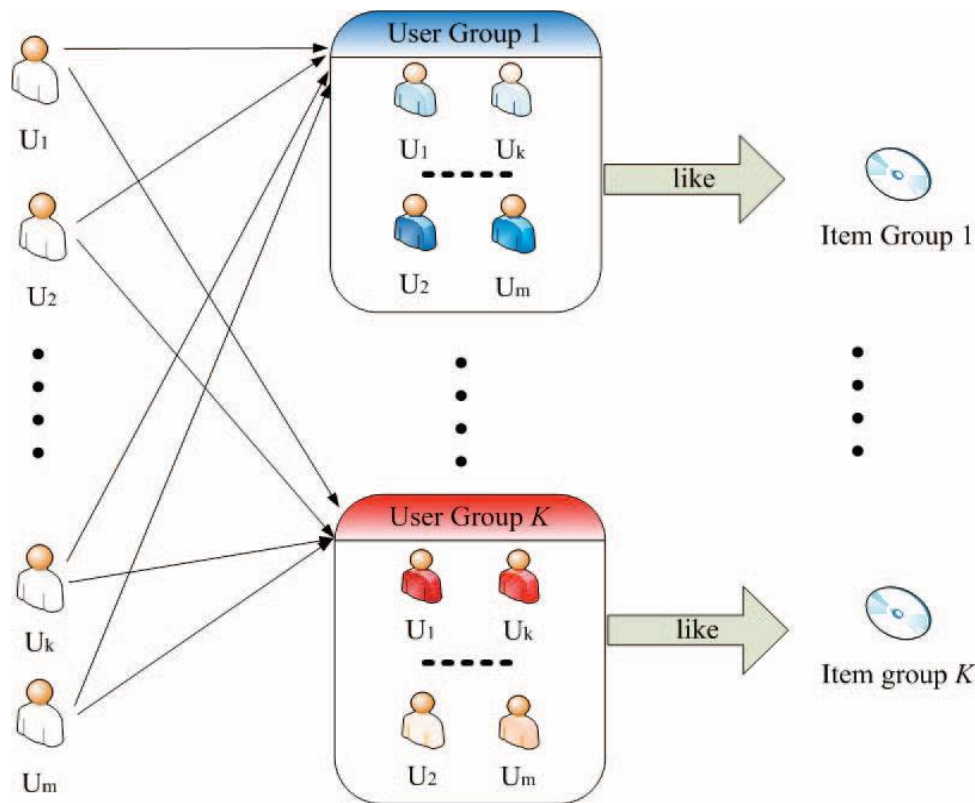 User Group 1
U1
U1 Uk
like
U2
U2 Um
Item Group 1
User Group K
Uk
U1 Uk
like
Um
U2 Um
Item group K